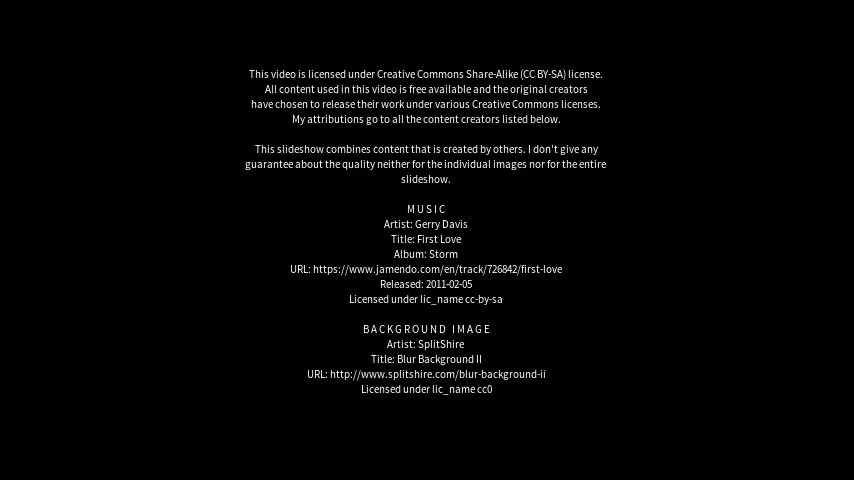 This video is licensed under Creative Commons Share-Alike (CC BY-SA) license.
All content used in this video is free available and the original creators
have chosen to release their work under various Creative Commons licenses.
My attributions go to all the content creators listed below.
This slideshow combines content that is created by others. I don't give any
guarantee about the quality neither for the individual images nor for the entire
slideshow.
MUSIC
Artist: Gerry Davis
Title: First Love
Album: Storm
URL: https://www.jamendo.com/en/track/726842/first-love
Released: 2011-02-05
Licensed under lic_name cc-by-sa
BACKGROUND IMAGE
Artist: SplitShire
Title: Blur Background II
URL: http://www.splitshire.com/blur-background-ii
Licensed under lic_name cc0